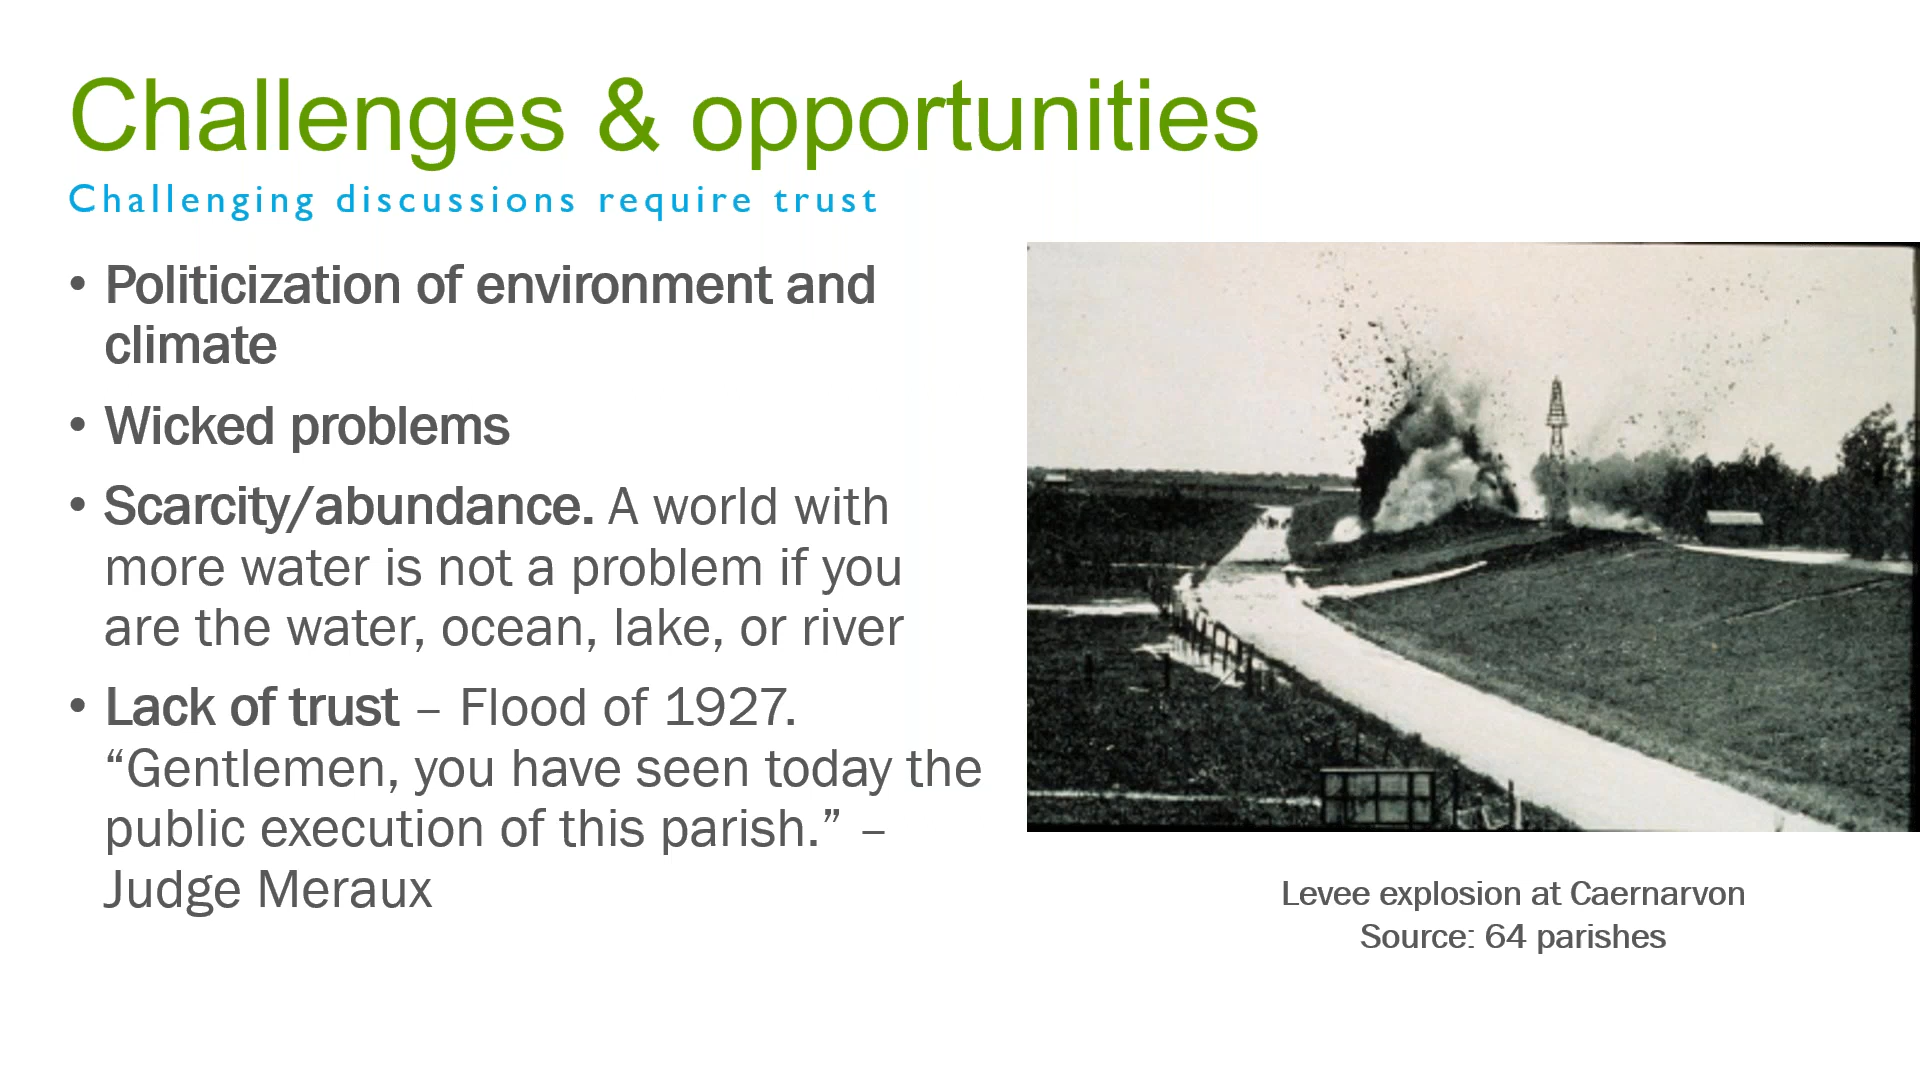 Challenges & opportunities
Challenging discussions require trust
• Politicization of environment and
climate
• Wicked problems
• Scarcity/abundance. A world with
more water is not a problem if you
are the water, ocean, lake, or river
• Lack of trust – Flood of 1927.
“Gentlemen, you have seen today the
public execution of this parish.” –
Judge Meraux
Levee explosion at Caernarvon
Source: 64 parishes